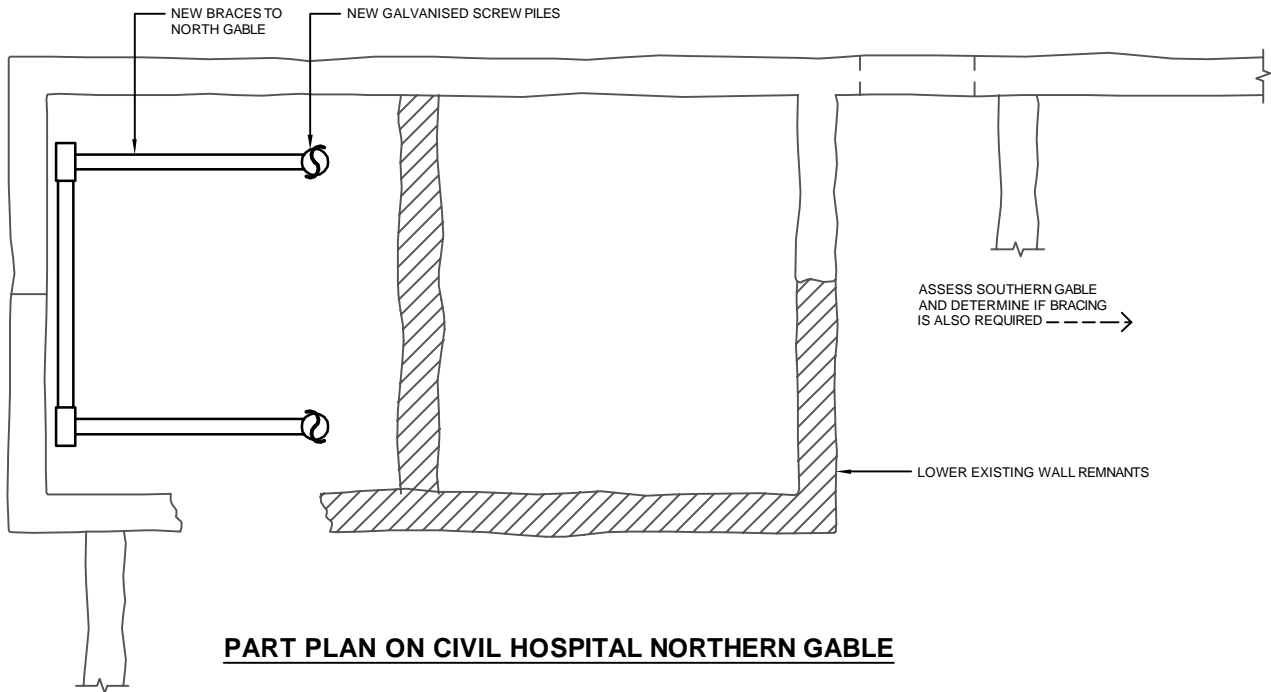 NEW BRACES TO
NORTH GABLE
NEW GALVANISED SCREW PILES
ASSESS SOUTHERN GABLE
AND DETERMINE IF BRACING
IS ALSO REQUIRED
LOWER EXISTING WALL REMNANTS
PART PLAN ON CIVIL HOSPITAL NORTHERN GABLE